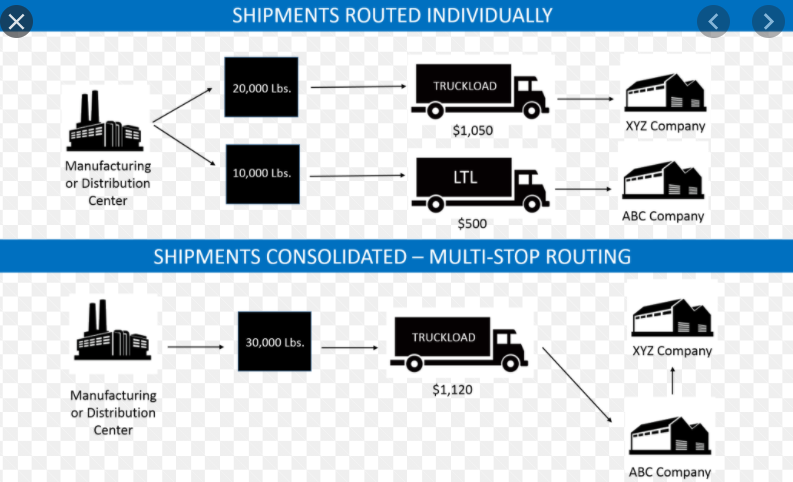 SHIPMENTS ROUTED INDIVIDUALLY
20,000 Lbs.
TRUCKLOAD
$1,050
XYZ Company
Manufacturing
or Distribution
Center
10,000 Lbs.
LTL
$500
ABC Company
SHIPMENTS CONSOLIDATED – MULTI-STOP ROUTING
30,000 Lbs.
TRUCKLOAD
$1,120
XYZ Company
Manufacturing
or Distribution
Center
ABC Company